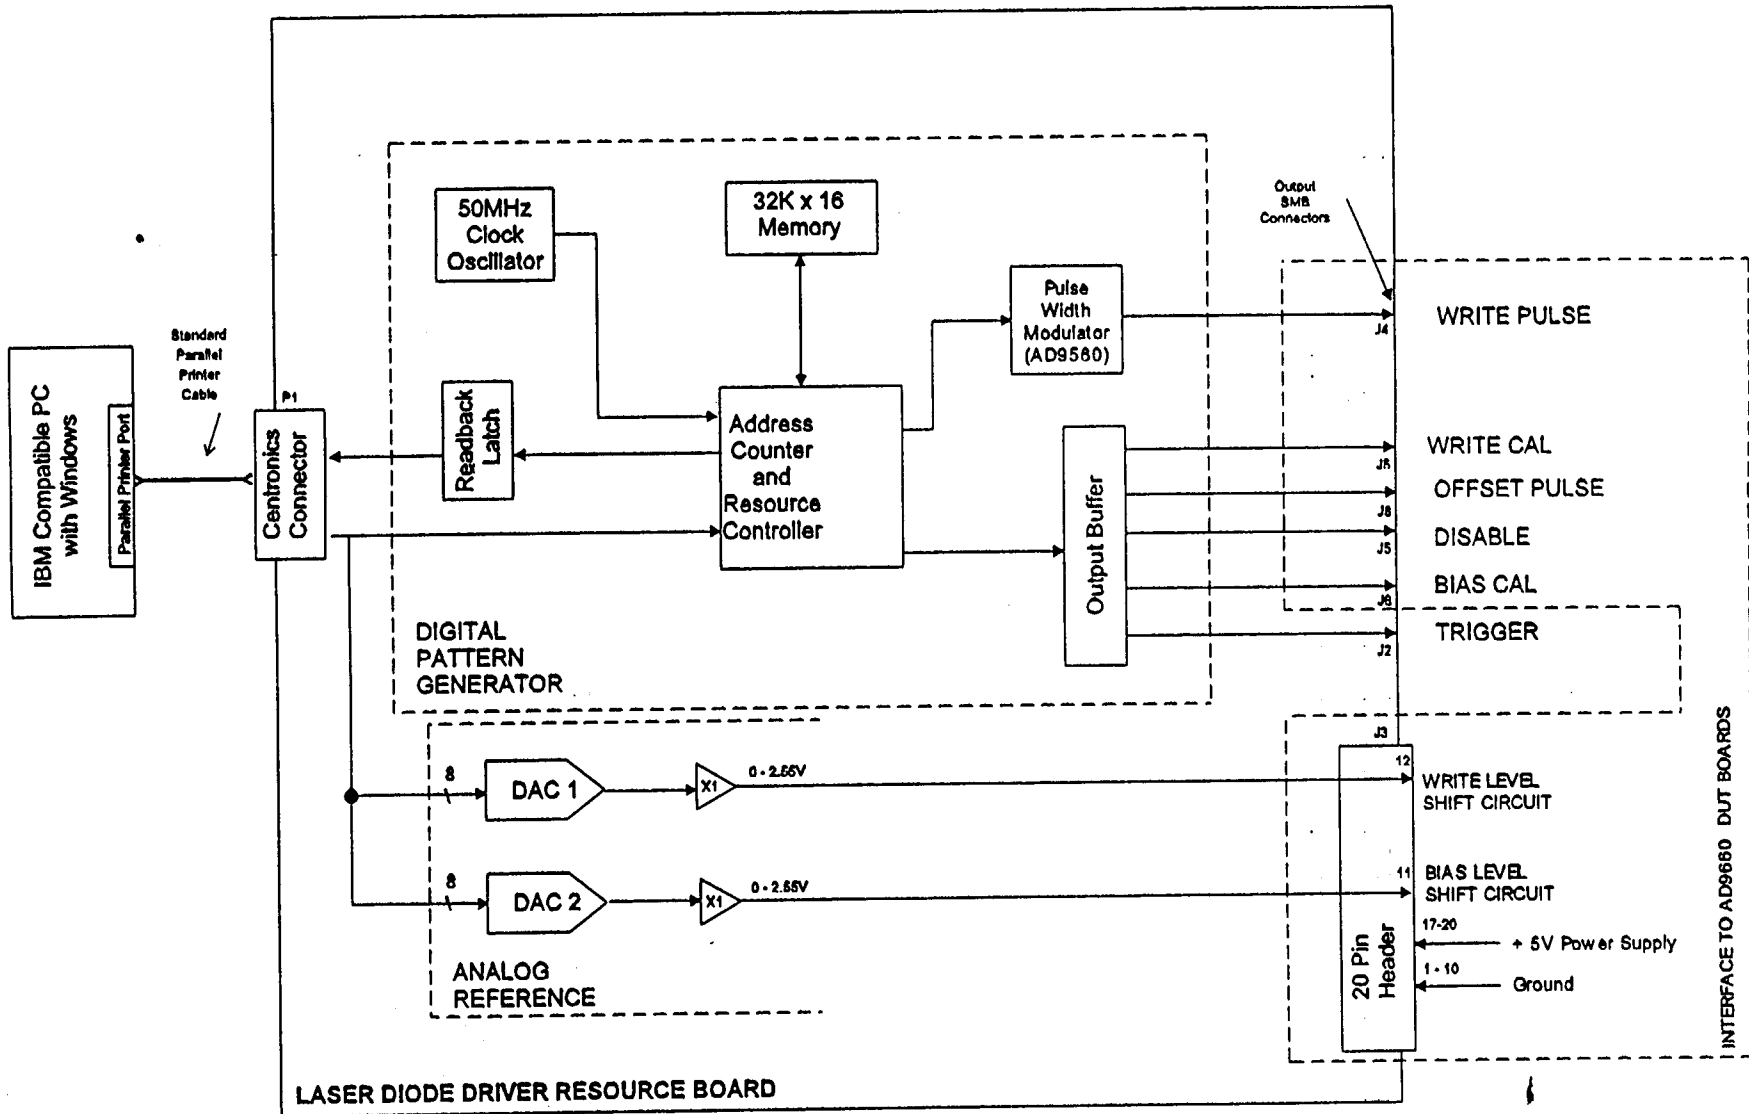 50MHz
Clock
Oscillator
32K x 16
Memory
Output
SMB
Connectors
Pulse
Width
Modulator
(AD9560)
WRITE PULSE
J4
Standard
Parallel
Printer
Cable
IBM Compatible PC
with Windows
Parallel Printer Port
P1
Centronics
Connector
Readback
Latch
Address
Counter
and
Resource
Controller
Output Buffer
WRITE CAL
OFFSET PULSE
J8
DISABLE
J5
BIAS CAL
J6
TRIGGER
J2
DIGITAL
PATTERN
GENERATOR
J3
8
DAC 1
X1
0 - 2.55V
12
WRITE LEVEL
SHIFT CIRCUIT
8
DAC 2
X1
0 - 2.55V
11
BIAS LEVEL
SHIFT CIRCUIT
17-20
+ 5V Power Supply
1 - 10
Ground
20 Pin
Header
ANALOG
REFERENCE
INTERFACE TO AD9660 DUT BOARDS
LASER DIODE DRIVER RESOURCE BOARD